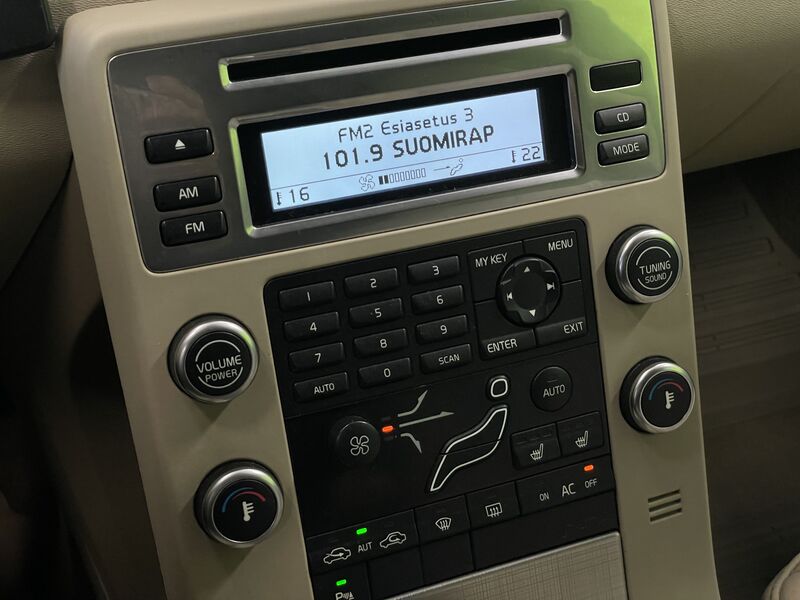 FM2 Esiasetus 3
101.9 SUOMIRAP
16
22
CD
MODE
AM
FM
1
2
3
4
5
6
7
8
9
AUTO
0
SCAN
MY KEY
MENU
ENTER
EXIT
TUNING
SOUND
VOLUME
POWER
AUTO
ON AC OFF
AUT
P